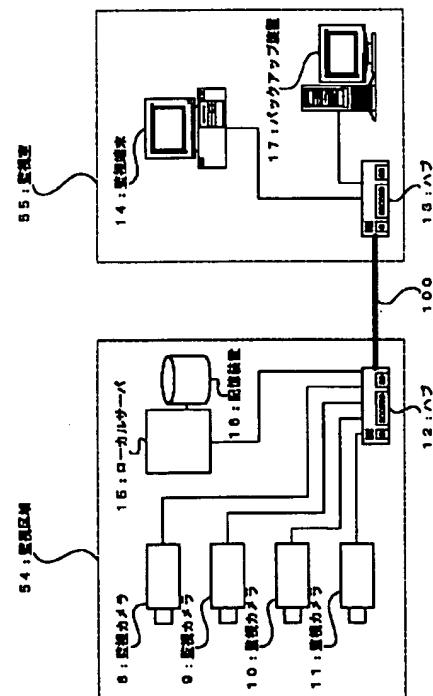 54:監視区域
55:監視室
15:ローカルサーバ
16:記憶装置
14:監視端末
17:バックアップ装置
8:監視カメラ
9:監視カメラ
10:監視カメラ
11:監視カメラ
12:ハブ
100
13:ハブ